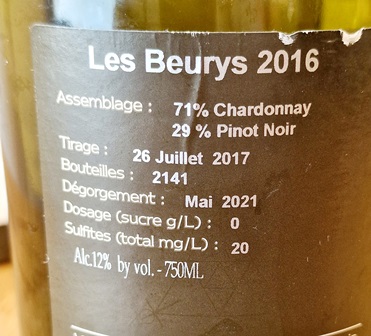 Les Beurys 2016
Assemblage : 71% Chardonnay
29 % Pinot Noir
Tirage : 26 Juillet 2017
Bouteilles : 2141
Dégorgement : Mai 2021
Dosage (sucre g/L) : 0
Sulfites (total mg/L) : 20
Alc.12% by vol. - 750ML